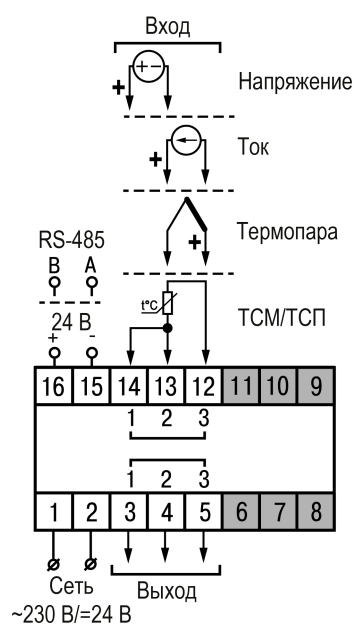 Вход
+ −
+
Напряжение
+
Ток
+
Термопара
RS-485
B A
24 В
+ -
t°C
ТСМ/ТСП
16 15 14 13 12 11 10 9
1 2 3
1 2 3
1 2 3 4 5 6 7 8
Сеть
~230 В/=24 В
Выход